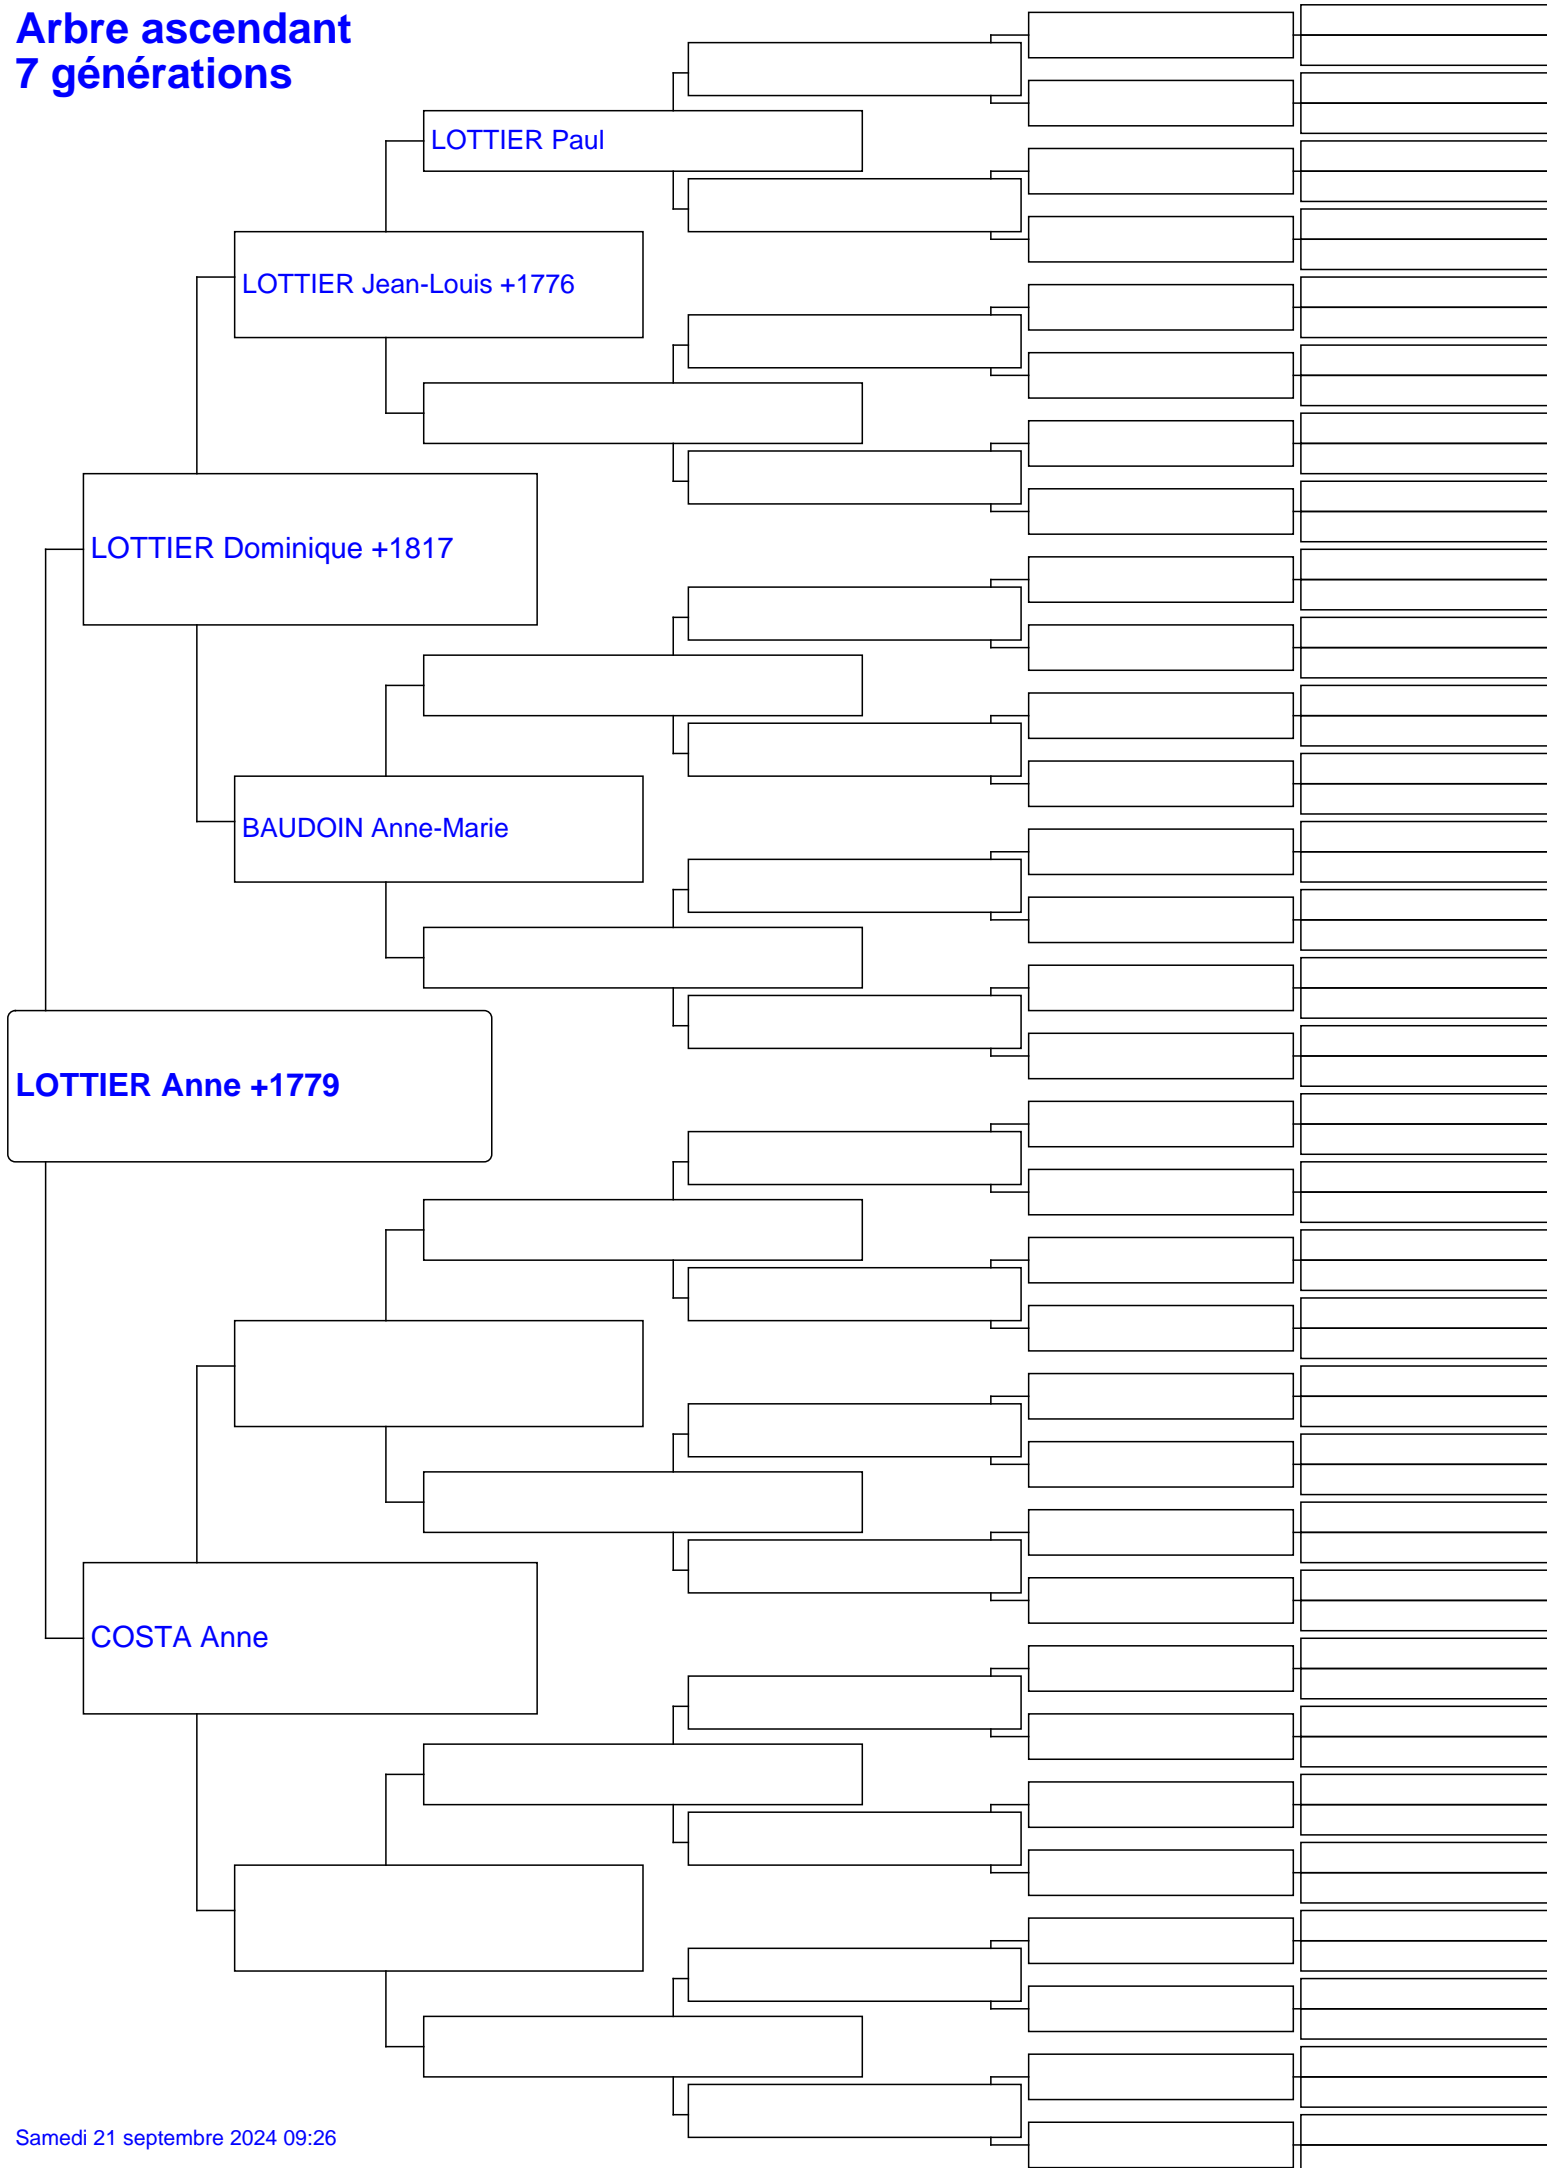 Arbre ascendant
7 générations
LOTTIER Paul
LOTTIER Jean-Louis +1776
LOTTIER Dominique +1817
BAUDOIN Anne-Marie
LOTTIER Anne +1779
COSTA Anne
Samedi 21 septembre 2024 09:26